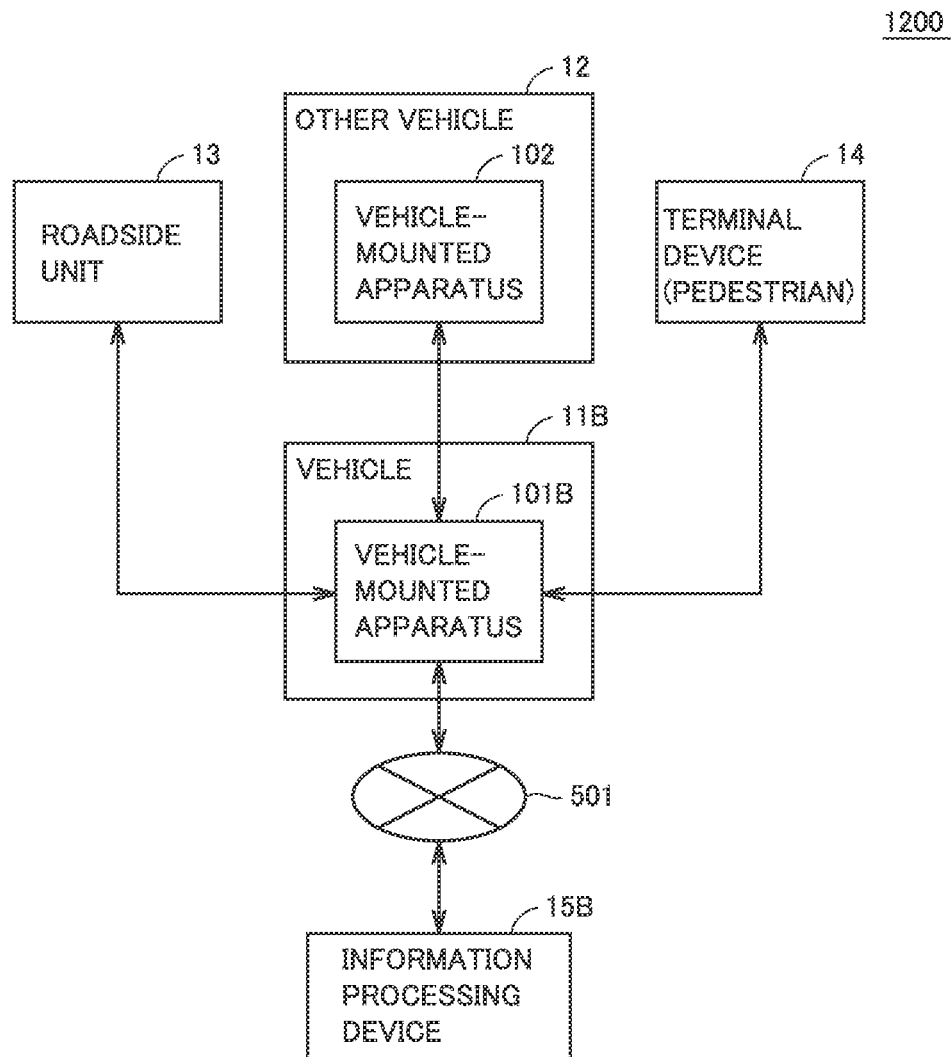 1200
12
OTHER VEHICLE
13
102
14
ROADSIDE
UNIT
VEHICLE-
MOUNTED
APPARATUS
TERMINAL
DEVICE
(PEDESTRIAN)
11B
VEHICLE
101B
VEHICLE-
MOUNTED
APPARATUS
501
15B
INFORMATION
PROCESSING
DEVICE